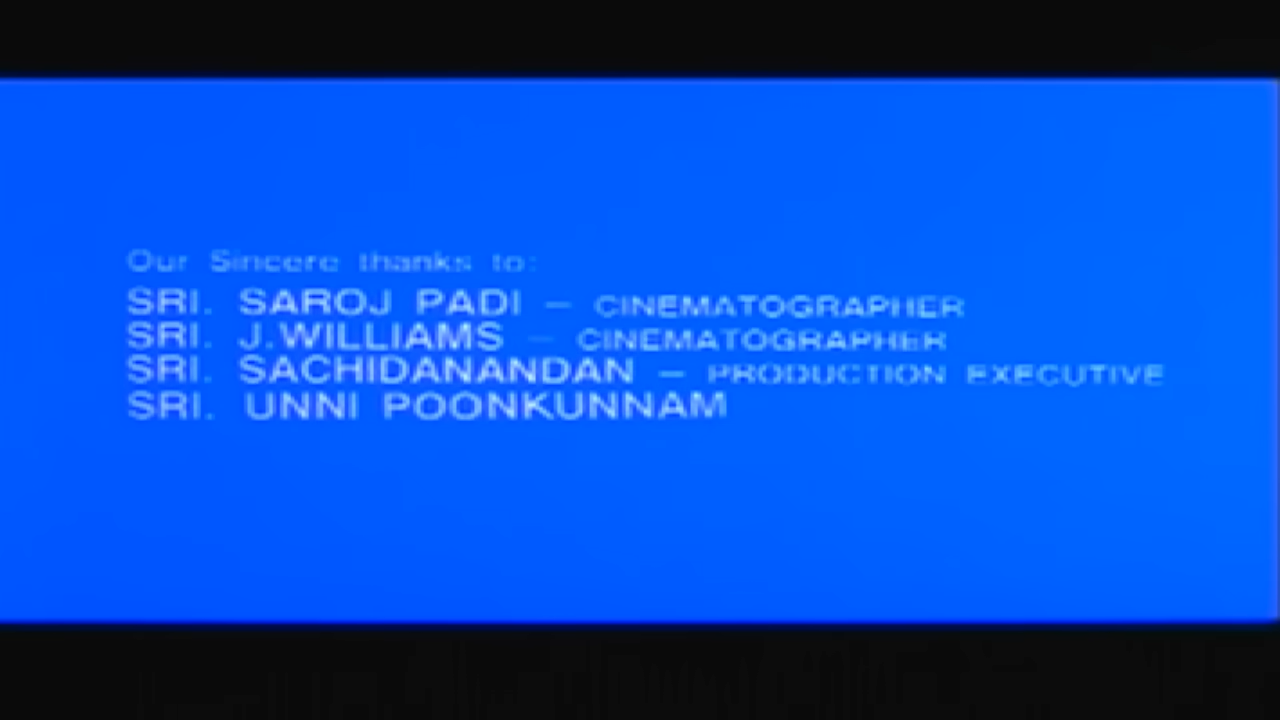 Our Sincere thanks to:
SRI. SAROJ PADI – CINEMATOGRAPHER
SRI. J.WILLIAMS – CINEMATOGRAPHER
SRI. SACHIDANANDAN – PRODUCTION EXECUTIVE
SRI. UNNI POONKUNNAM